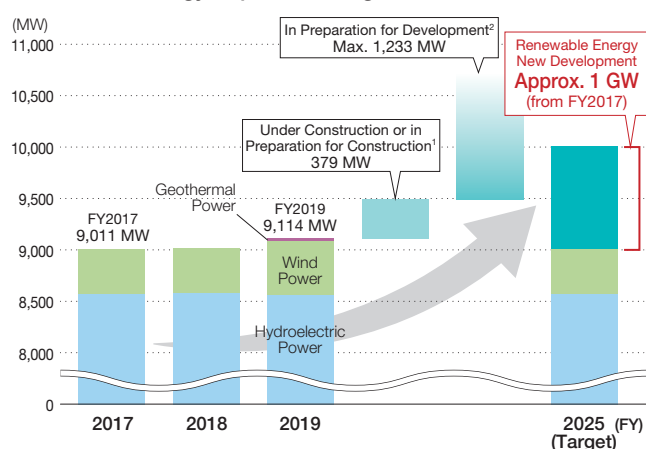 (MW)
11,000
10,500
10,000
9,500
9,000
8,500
8,000
0
In Preparation for Development2
Max. 1,233 MW
Renewable Energy
New Development
Approx. 1 GW
(from FY2017)
Under Construction or in
Preparation for Construction1
379 MW
Geothermal
Power
FY2017
9,011 MW
FY2019
9,114 MW
Wind
Power
Hydroelectric
Power
2017
2018
2019
2025 (FY)
(Target)